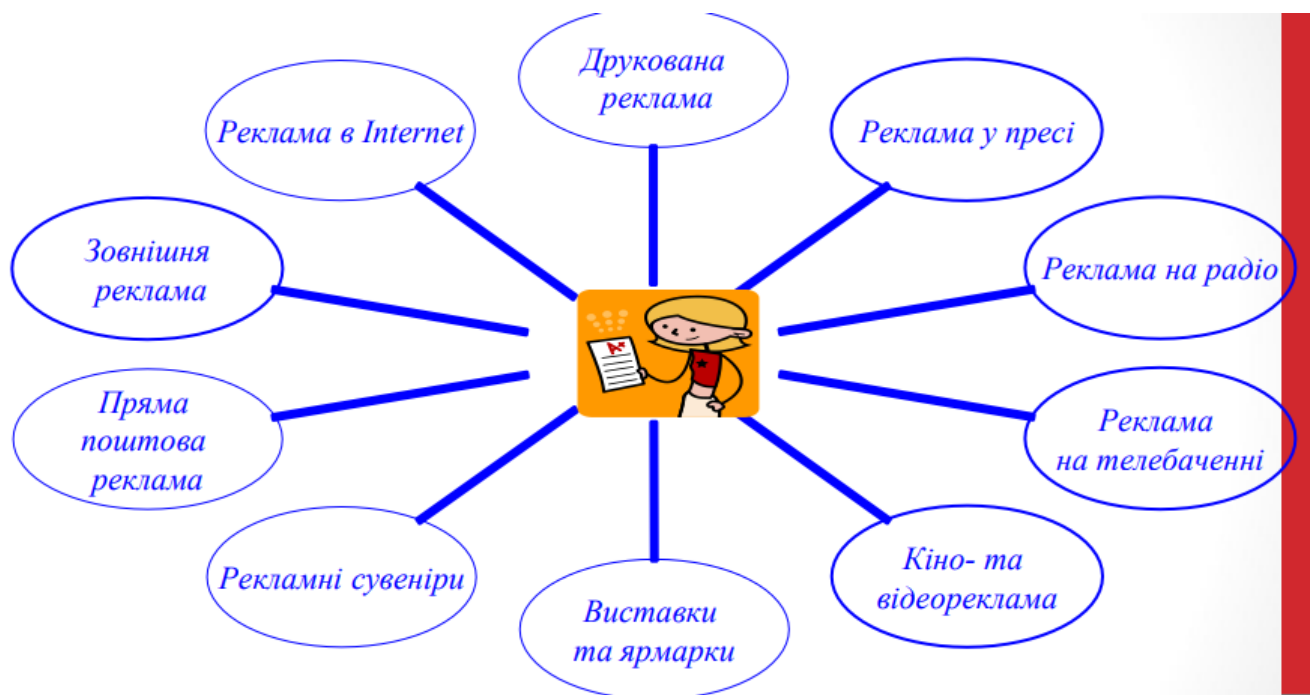 Друкована
реклама
Реклама в Internet
Реклама у пресі
Зовнішня
реклама
Реклама на радіо
A+
Пряма
поштова
реклама
Реклама
на телебаченні
Рекламні сувеніри
Кіно- та
відеореклама
Виставки
та ярмарки